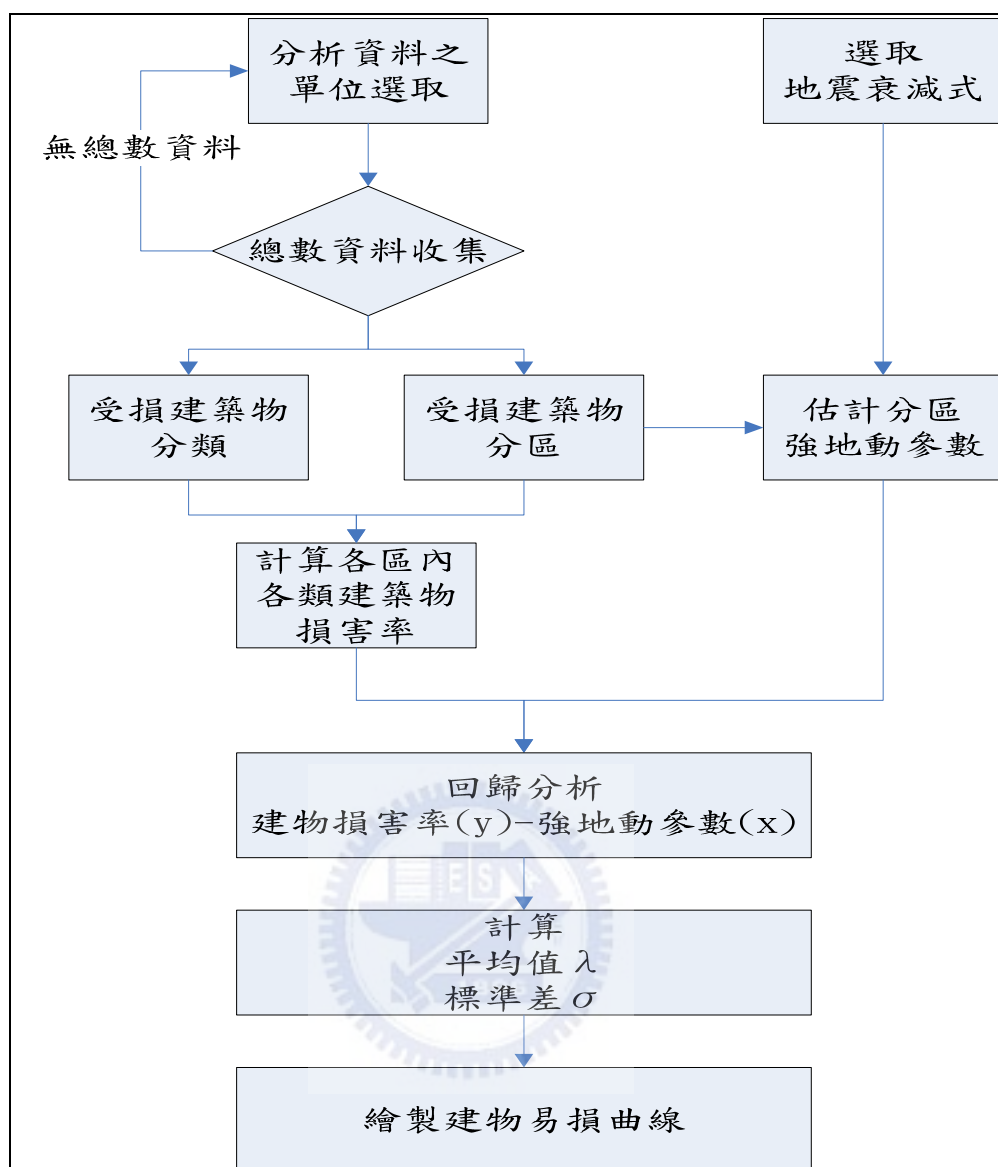 分析資料之
單位選取
選取
地震衰減式
無總數資料
總數資料收集
受損建築物
分類
受損建築物
分區
估計分區
強地動參數
計算各區內
各類建築物
損害率
回歸分析
建物損害率(y)-強地動參數(x)
ES
計算
平均值λ
標準差σ
繪製建物易損曲線